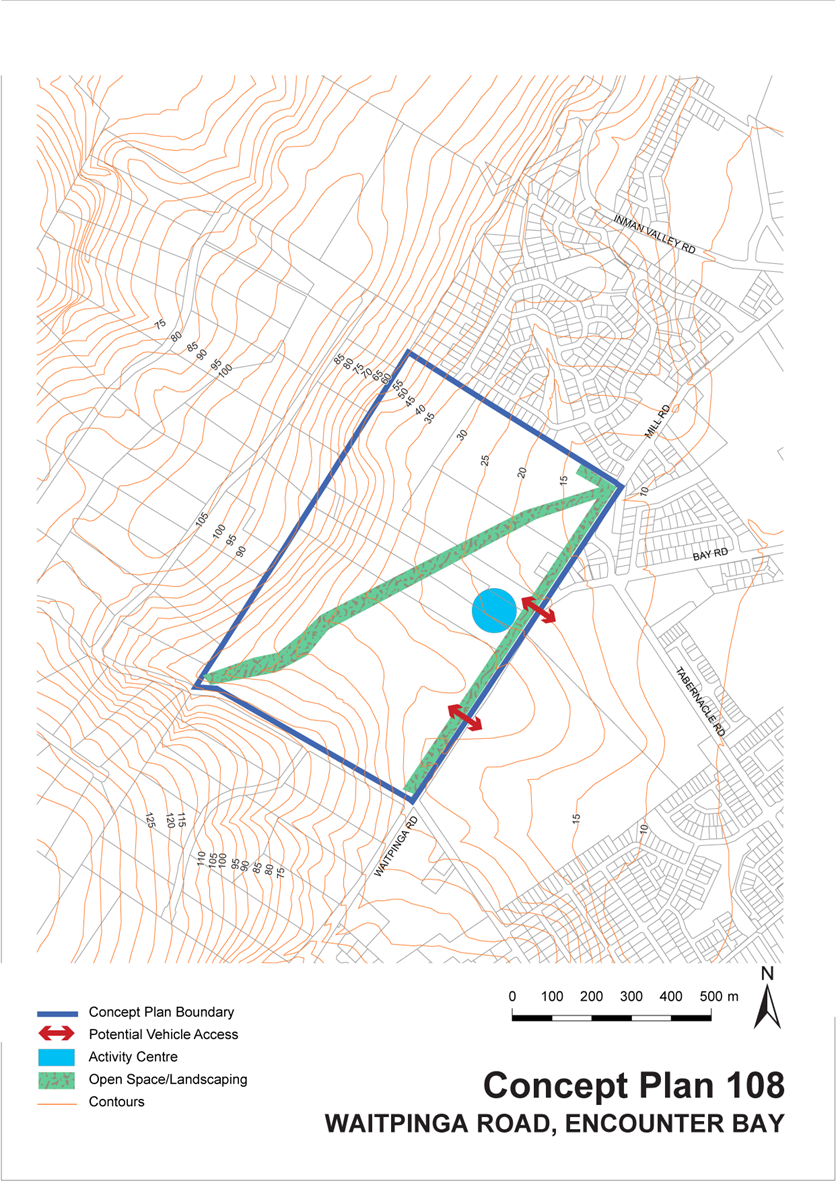 INMAN VALLEY RD
75
80
85
90
95
100
85
80
75
70
65
60
55
50
45
40
35
30
25
20
15
10
MILL RD
105
100
95
90
BAY RD
TABERNACLE RD
125
120
115
110
105
100
95
90
85
80
75
WAITPINGA RD
15
10
N
0 100 200 300 400 500 m
Concept Plan Boundary
Potential Vehicle Access
Activity Centre
Open Space/Landscaping
Contours
Concept Plan 108
WAITPINGA ROAD, ENCOUNTER BAY